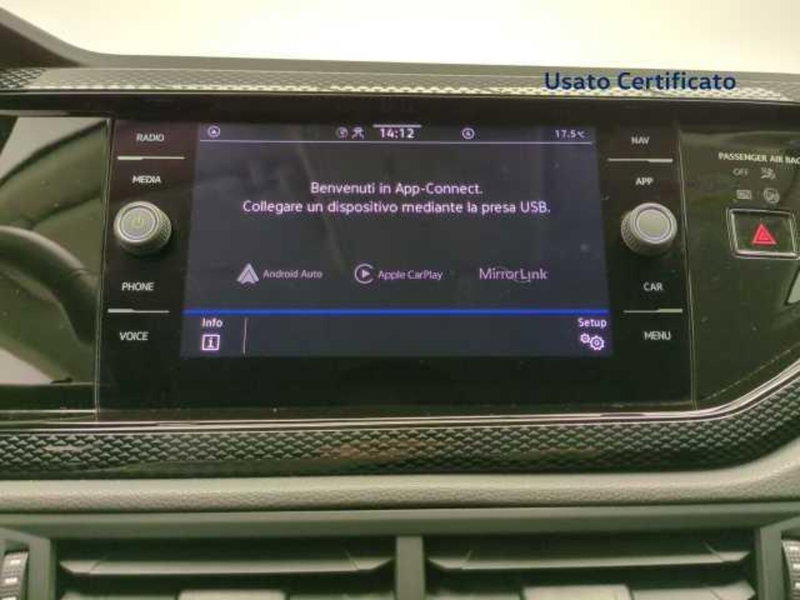 Usato Certificato
RADIO
14:12
17.5°C
NAV
MEDIA
APP
PASSENGER AIR BAG
OFF
Benvenuti in App-Connect.
Collegare un dispositivo mediante la presa USB.
Android Auto
Apple CarPlay
MirrorLink
PHONE
CAR
VOICE
Info
Setup
MENU